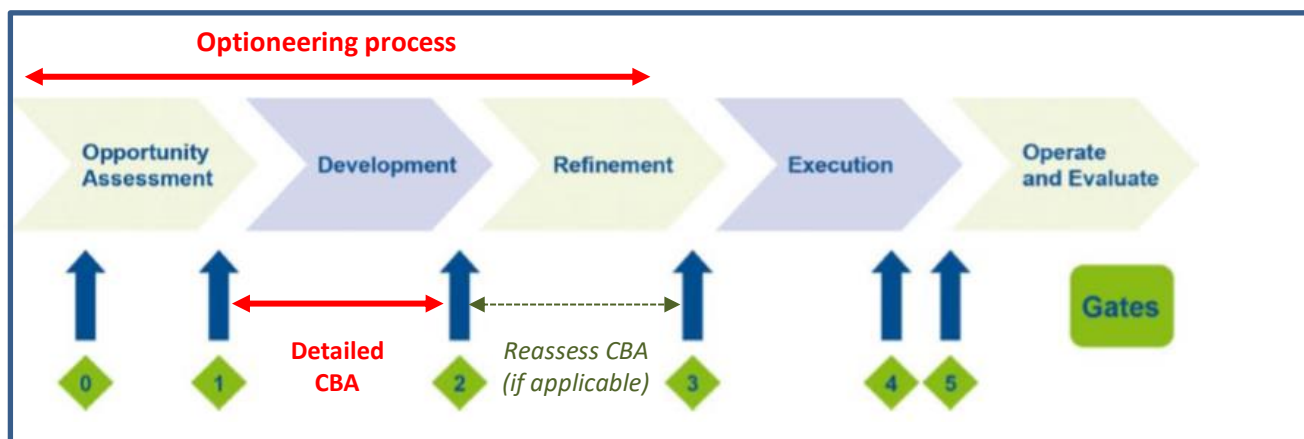 Optioneering process
Opportunity
Assessment
Development
Refinement
Execution
Operate
and Evaluate
Gates
Detailed
CBA
Reassess CBA
(if applicable)
0
1
2
3
4
5